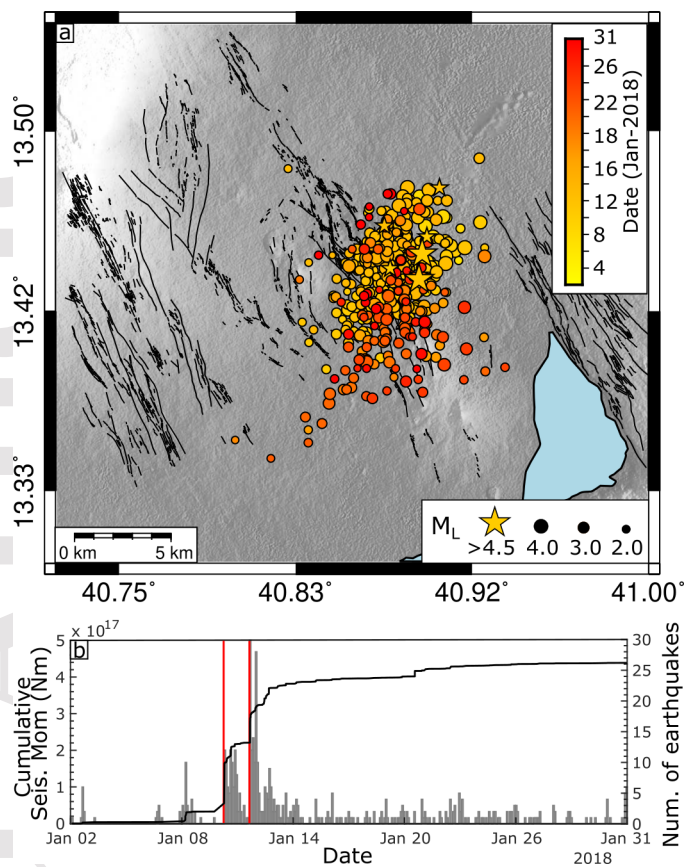 a
31
26
22
18
16
12
8
4
Date (Jan-2018)
13.50
13.42
13.33
M_L
>4.5 4.0 3.0 2.0
0 km 5 km
40.75° 40.83° 40.92° 41.00°
x 10^17
b
5
4
3
2
1
0
Cumulative
Seis. Mom (Nm)
30
25
20
15
10
5
0
Num. of earthquakes
Jan 02 Jan 08 Jan 14 Jan 20 Jan 26 Jan 31
Date
2018